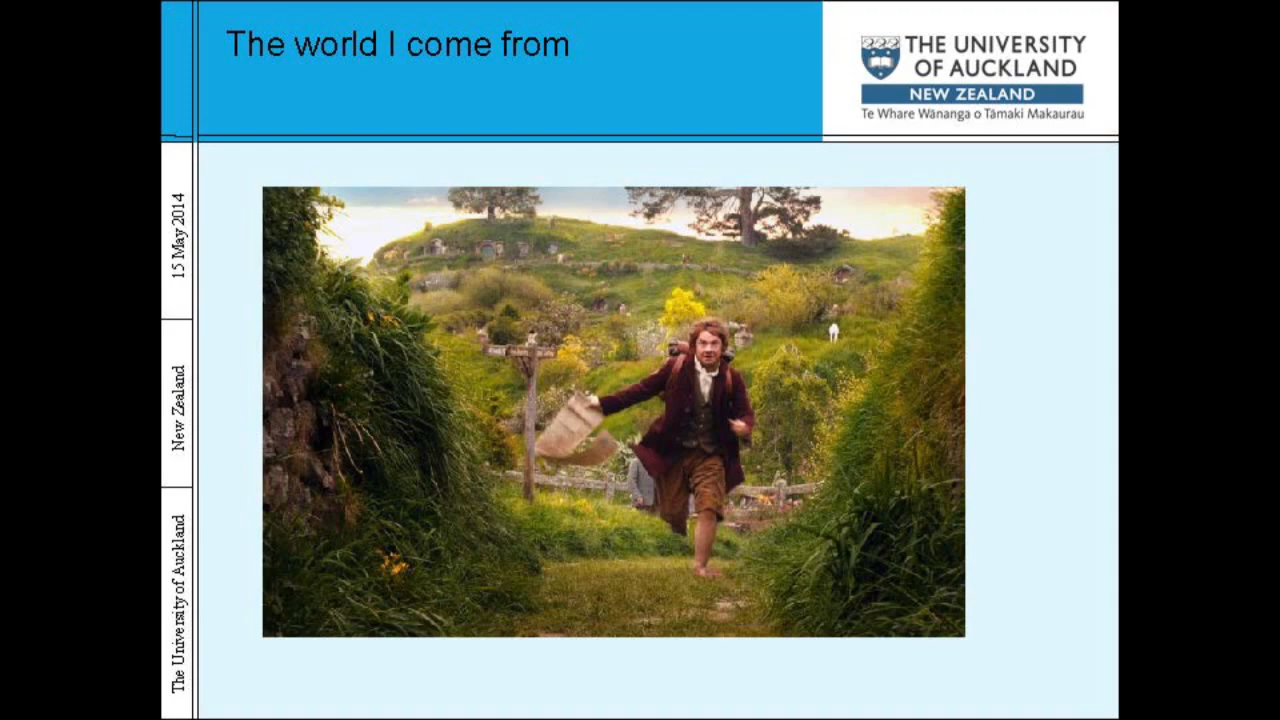 The world I come from
THE UNIVERSITY
OF AUCKLAND
NEW ZEALAND
Te Whare Wānanga o Tāmaki Makaurau
15 May 2014
New Zealand
The University of Auckland